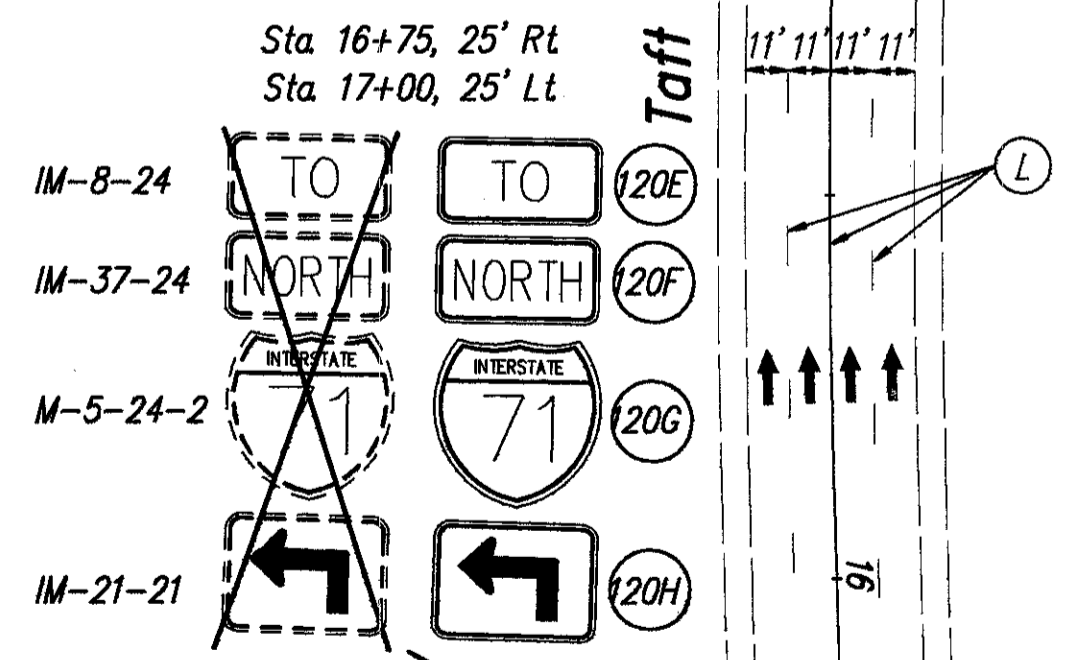 Sta. 16+75, 25' Rt.
Sta. 17+00, 25' Lt.
Taft
11' 11' 11' 11'
IM-8-24 TO TO 120E
L
IM-37-24 NORTH NORTH 120F
M-5-24-2 INTERSTATE 71 INTERSTATE 71 120G
IM-21-21 120H
16